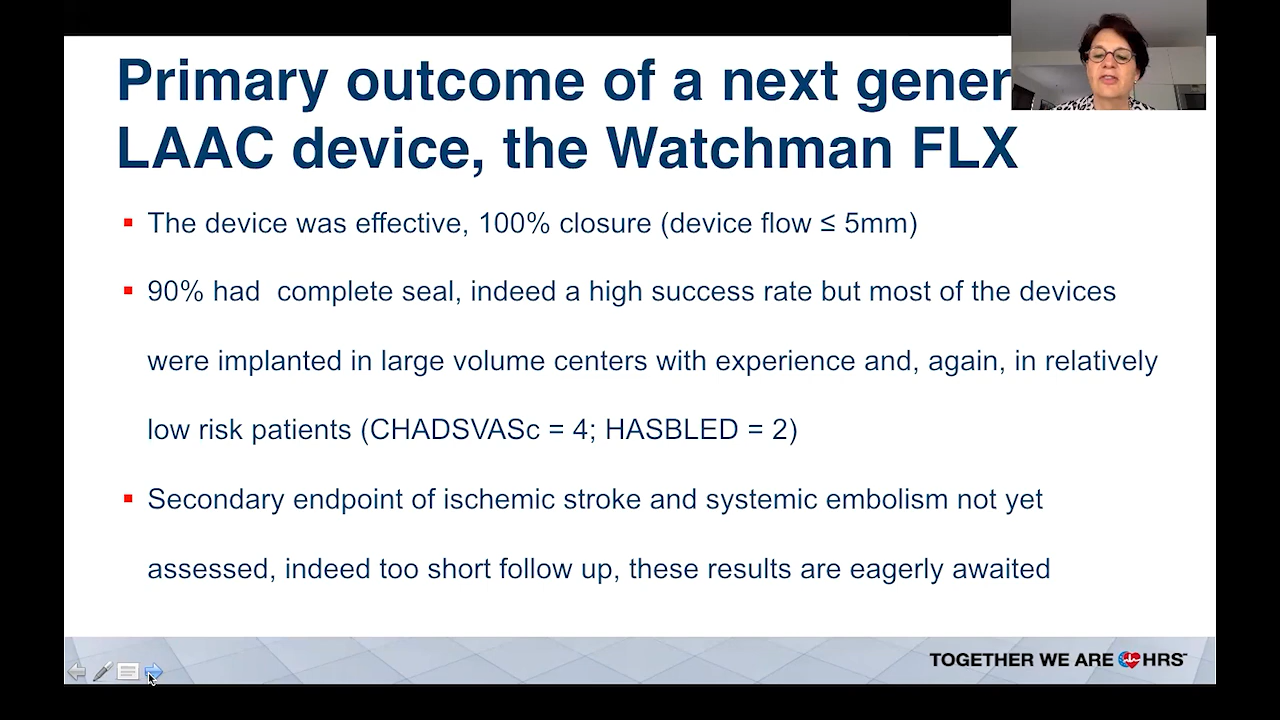 Primary outcome of a next gener
LAAC device, the Watchman FLX
▪ The device was effective, 100% closure (device flow ≤ 5mm)
▪ 90% had  complete seal, indeed a high success rate but most of the devices
were implanted in large volume centers with experience and, again, in relatively
low risk patients (CHADSVASc = 4; HASBLED = 2)
▪ Secondary endpoint of ischemic stroke and systemic embolism not yet
assessed, indeed too short follow up, these results are eagerly awaited
TOGETHER WE ARE HRS